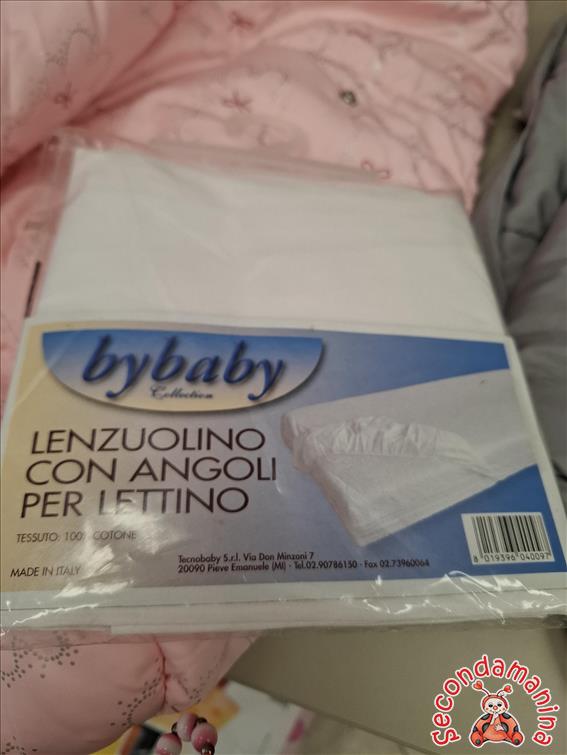 bybaby
Collection
LENZUOLINO
CON ANGOLI
PER LETTINO
TESSUTO: 100% COTONE
MADE IN ITALY
Tecnobaby S.r.l. Via Don Minzoni 7
20090 Pieve Emanuele (MI) - Tel.02.90786150 - Fax 02.73960064
8 019396 040097
secondamanina